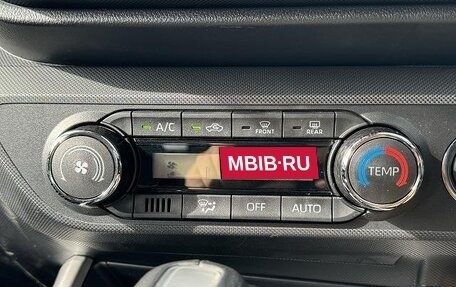 A/C
FRONT
REAR
MBIB·RU
TEMP
OFF
AUTO